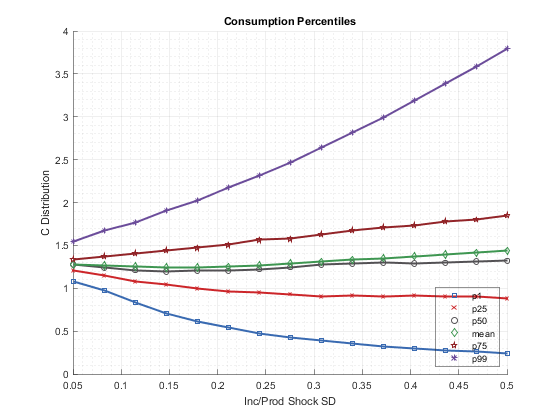 Consumption Percentiles
C Distribution
4
3.5
3
2.5
2
1.5
1
0.5
0
p1
p25
p50
mean
p75
p99
0.05
0.1
0.15
0.2
0.25
0.3
0.35
0.4
0.45
0.5
Inc/Prod Shock SD